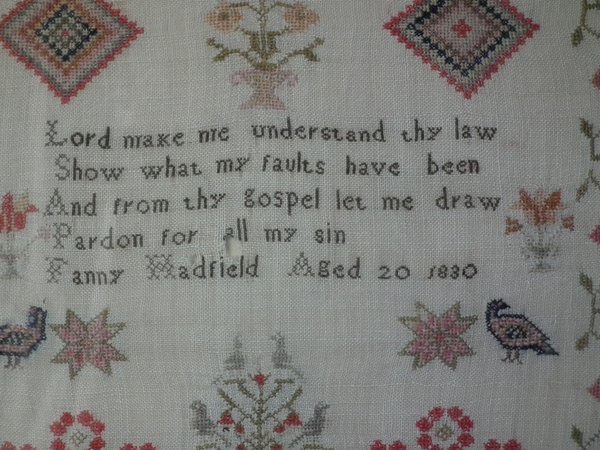 Lord make me understand thy law
Show what my faults have been
And from thy gospel let me draw
Pardon for all my sin
Fanny Hadfield Aged 20 1830